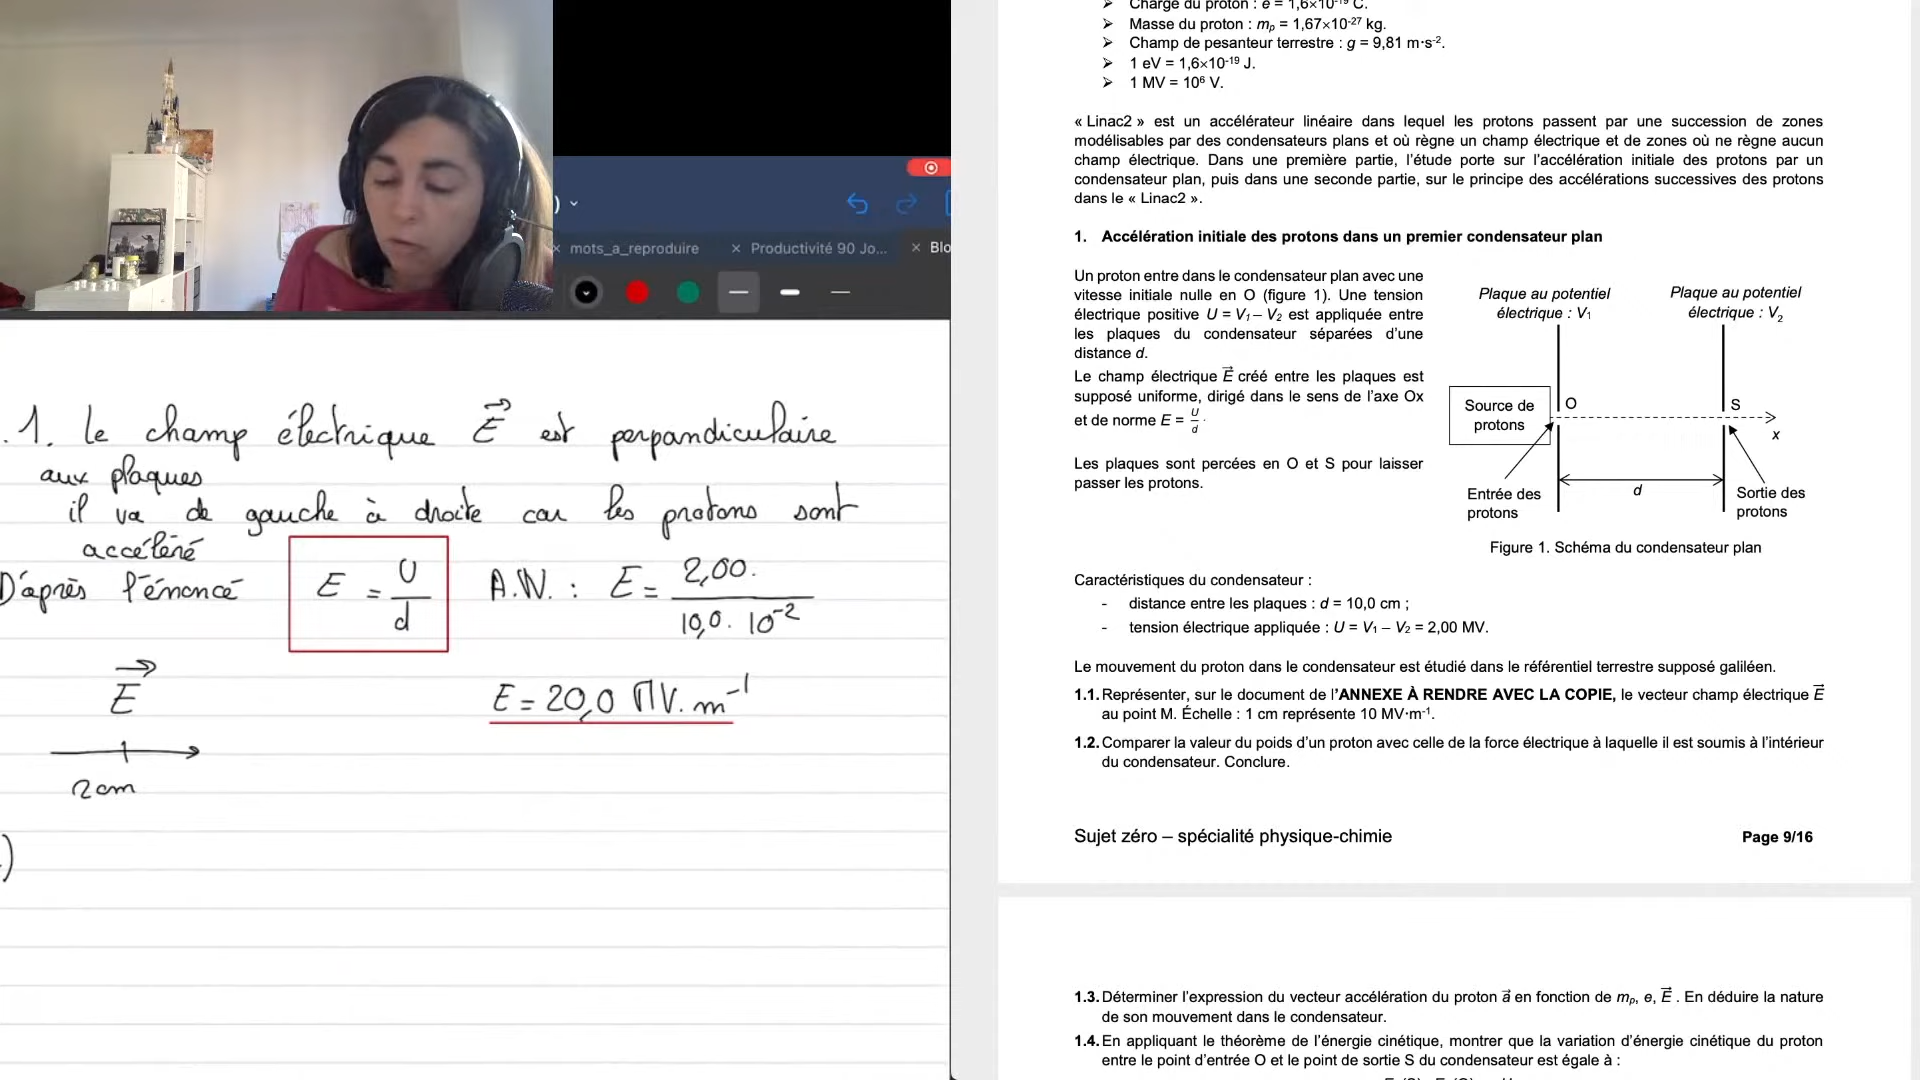 ) ⌄
× mots_a_reproduire × Productivité 90 Jo... × Blo
.1. Le champ électrique E⃗ est perpandiculaire
aux plaques
il va de gauche à droite car les protons sont
accéléré
D'après l'énoncé E = U/d A.N. : E = 2,00. / 10,0. 10⁻²
E⃗
E = 20,0 MV. m⁻¹
2cm
)
➢ Charge du proton : e = 1,6×10⁻¹⁹ C.
➢ Masse du proton : mₚ = 1,67×10⁻²⁷ kg.
➢ Champ de pesanteur terrestre : g = 9,81 m·s⁻².
➢ 1 eV = 1,6×10⁻¹⁹ J.
➢ 1 MV = 10⁶ V.
« Linac2 » est un accélérateur linéaire dans lequel les protons passent par une succession de zones
modélisables par des condensateurs plans et où règne un champ électrique et de zones où ne règne aucun
champ électrique. Dans une première partie, l'étude porte sur l'accélération initiale des protons par un
condensateur plan, puis dans une seconde partie, sur le principe des accélérations successives des protons
dans le « Linac2 ».
1. Accélération initiale des protons dans un premier condensateur plan
Un proton entre dans le condensateur plan avec une
vitesse initiale nulle en O (figure 1). Une tension
électrique positive U = V₁ – V₂ est appliquée entre
les plaques du condensateur séparées d'une
distance d.
Le champ électrique E⃗ créé entre les plaques est
supposé uniforme, dirigé dans le sens de l'axe Ox
et de norme E = U/d .
Les plaques sont percées en O et S pour laisser
passer les protons.
Plaque au potentiel
électrique : V₁
Plaque au potentiel
électrique : V₂
Source de
protons
O
S
x
d
Entrée des
protons
Sortie des
protons
Figure 1. Schéma du condensateur plan
Caractéristiques du condensateur :
- distance entre les plaques : d = 10,0 cm ;
- tension électrique appliquée : U = V₁ – V₂ = 2,00 MV.
Le mouvement du proton dans le condensateur est étudié dans le référentiel terrestre supposé galiléen.
1.1. Représenter, sur le document de l'ANNEXE À RENDRE AVEC LA COPIE, le vecteur champ électrique E⃗
au point M. Échelle : 1 cm représente 10 MV·m⁻¹.
1.2. Comparer la valeur du poids d'un proton avec celle de la force électrique à laquelle il est soumis à l'intérieur
du condensateur. Conclure.
Sujet zéro – spécialité physique-chimie Page 9/16
1.3. Déterminer l'expression du vecteur accélération du proton a⃗ en fonction de mₚ, e, E⃗ . En déduire la nature
de son mouvement dans le condensateur.
1.4. En appliquant le théorème de l'énergie cinétique, montrer que la variation d'énergie cinétique du proton
entre le point d'entrée O et le point de sortie S du condensateur est égale à :